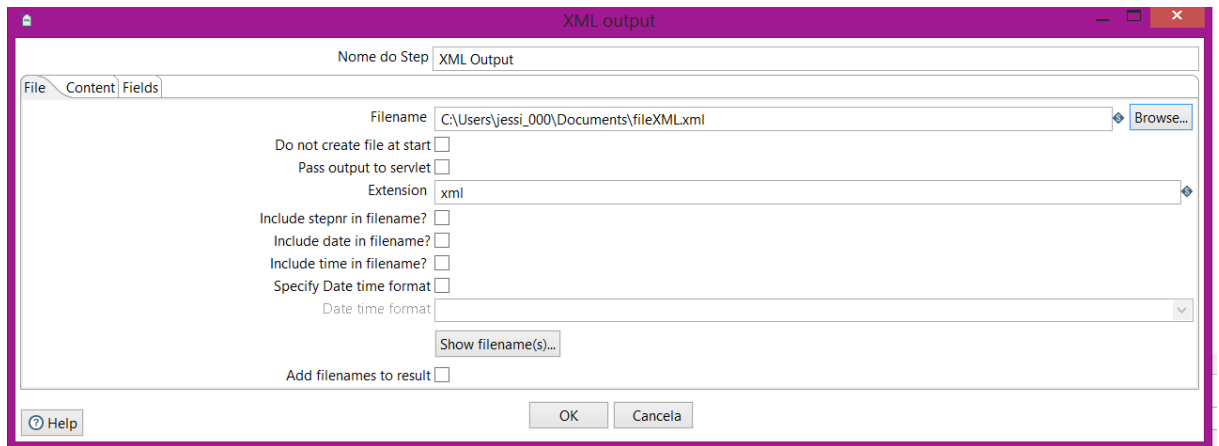 XML output
Nome do Step XML Output
File Content Fields
Filename C:\Users\jessi_000\Documents\fileXML.xml Browse...
Do not create file at start
Pass output to servlet
Extension xml
Include stepnr in filename?
Include date in filename?
Include time in filename?
Specify Date time format
Date time format
Show filename(s)...
Add filenames to result
Help OK Cancela